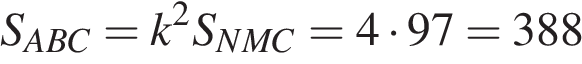 S_{ABC} = k^2 S_{NMC} = 4 · 97 = 388